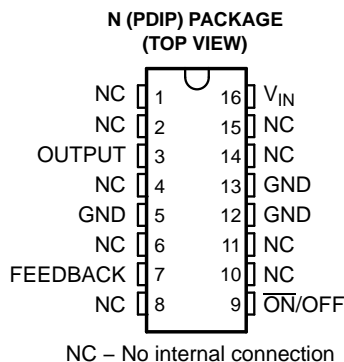 N (PDIP) PACKAGE
(TOP VIEW)
NC 1 16 VIN
NC 2 15 NC
OUTPUT 3 14 NC
NC 4 13 GND
GND 5 12 GND
NC 6 11 NC
FEEDBACK 7 10 NC
NC 8 9 O̅N̅/OFF
NC – No internal connection